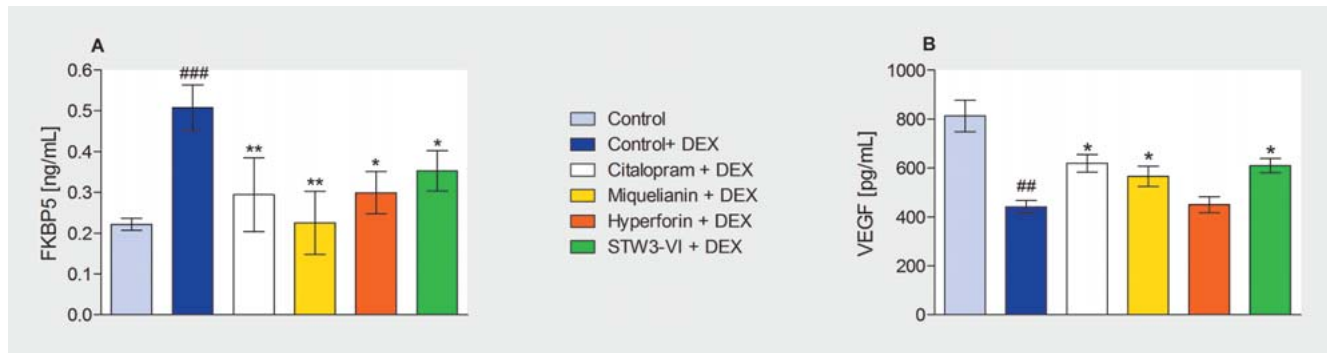 A
FKBP5 [ng/mL]
0.6
0.5
0.4
0.3
0.2
0.1
0.0
###
**
**
*
*
Control
Control+ DEX
Citalopram + DEX
Miquelianin + DEX
Hyperforin + DEX
STW3-VI + DEX
B
VEGF [pg/mL]
1000
800
600
400
200
0
##
*
*
*